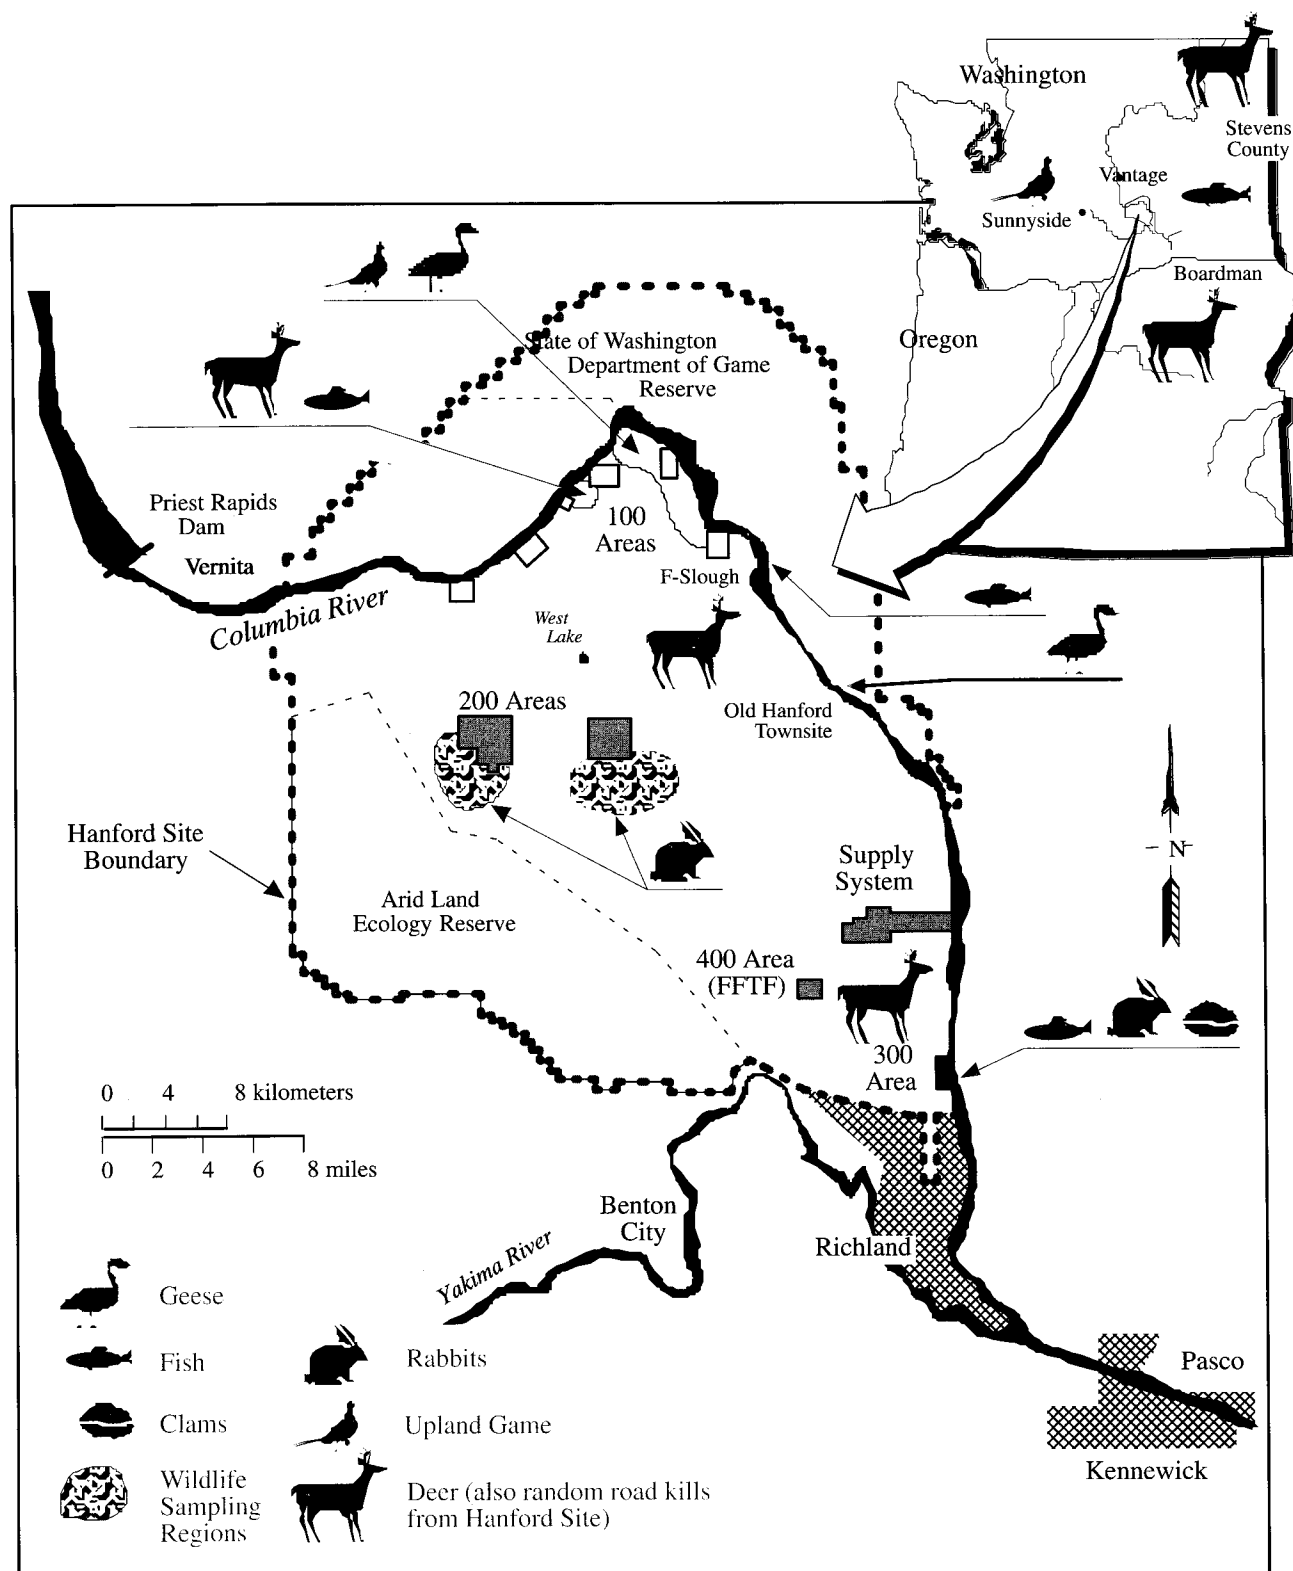 Washington
Stevens
County
Vantage
Sunnyside
Boardman
Oregon
State of Washington
Department of Game
Reserve
Priest Rapids
Dam
Vernita
Columbia River
100
Areas
F-Slough
West
Lake
200 Areas
Old Hanford
Townsite
Hanford Site
Boundary
Arid Land
Ecology Reserve
Supply
System
N
400 Area
(FFTF)
300
Area
0 4 8 kilometers
0 2 4 6 8 miles
Benton
City
Yakima River
Richland
Pasco
Kennewick
Geese
Fish
Clams
Wildlife
Sampling
Regions
Rabbits
Upland Game
Deer (also random road kills
from Hanford Site)